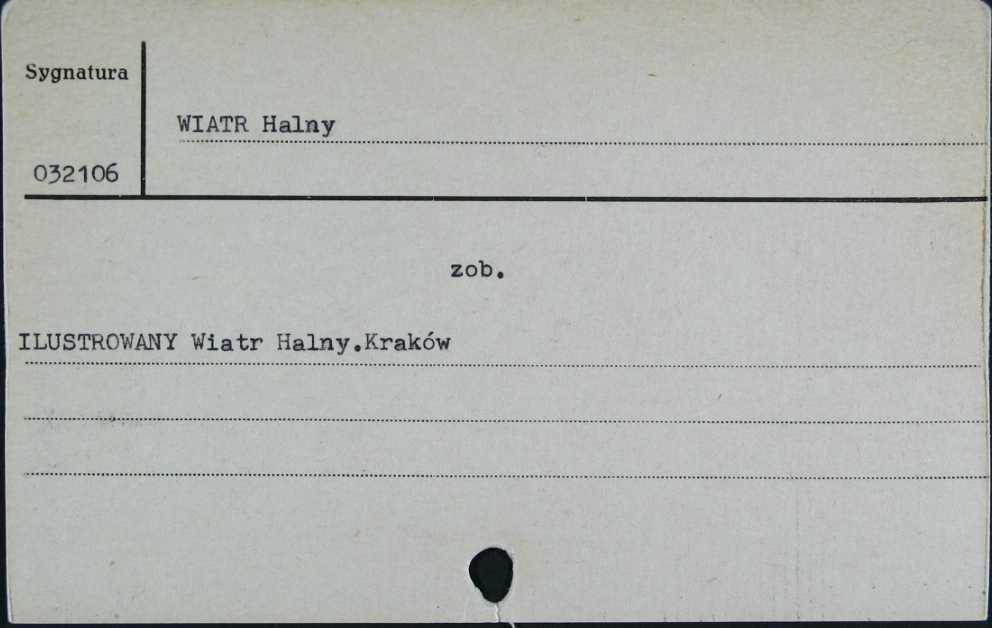 Sygnatura
WIATR Halny
032106
zob.
ILUSTROWANY Wiatr Halny.Kraków